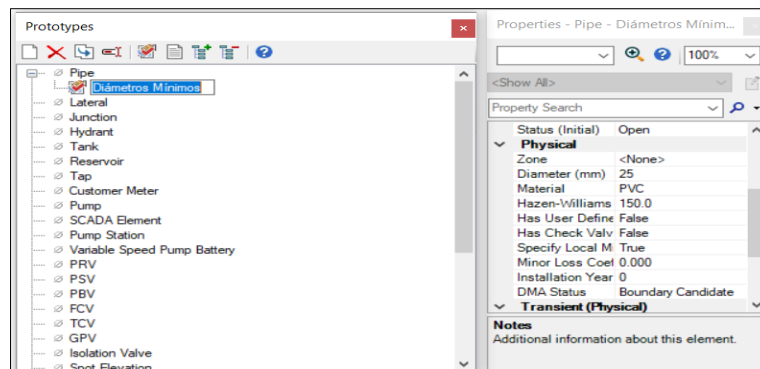 Prototypes
Pipe
Diámetros Mínimos
Lateral
Junction
Hydrant
Tank
Reservoir
Tap
Customer Meter
Pump
SCADA Element
Pump Station
Variable Speed Pump Battery
PRV
PSV
PBV
FCV
TCV
GPV
Isolation Valve
Spot Elevation
Properties - Pipe - Diámetros Mínim...
100%
<Show All>
Property Search
Status (Initial) Open
Physical
Zone <None>
Diameter (mm) 25
Material PVC
Hazen-Williams 150.0
Has User Define False
Has Check Valv False
Specify Local Mi True
Minor Loss Coef 0.000
Installation Year 0
DMA Status Boundary Candidate
Transient (Physical)
Notes
Additional information about this element.